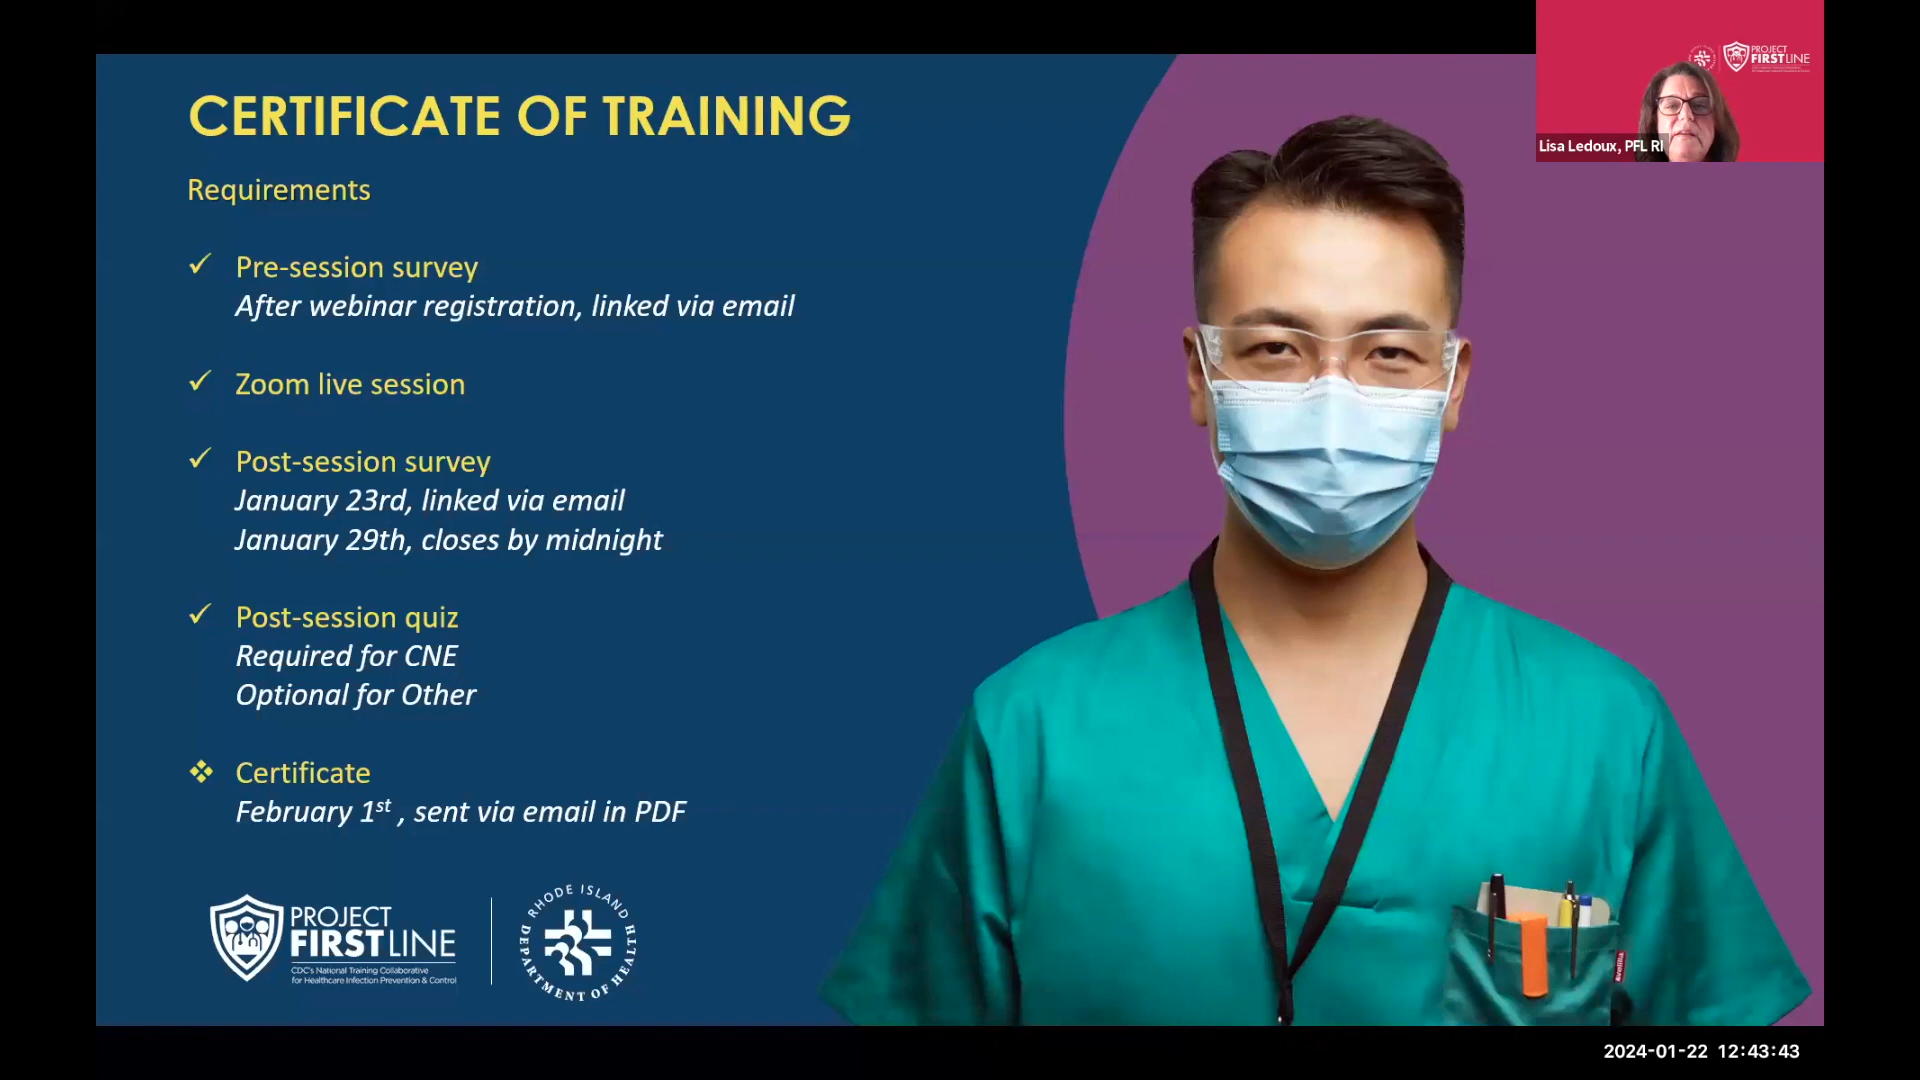 CERTIFICATE OF TRAINING
Requirements
✓ Pre-session survey
After webinar registration, linked via email
✓ Zoom live session
✓ Post-session survey
January 23rd, linked via email
January 29th, closes by midnight
✓ Post-session quiz
Required for CNE
Optional for Other
❖ Certificate
February 1st , sent via email in PDF
PROJECT
FIRSTLINE
CDC's National Training Collaborative
for Healthcare Infection Prevention & Control
RHODE ISLAND
DEPARTMENT OF HEALTH
PROJECT
FIRSTLINE
Lisa Ledoux, PFL RI
2024-01-22 12:43:43